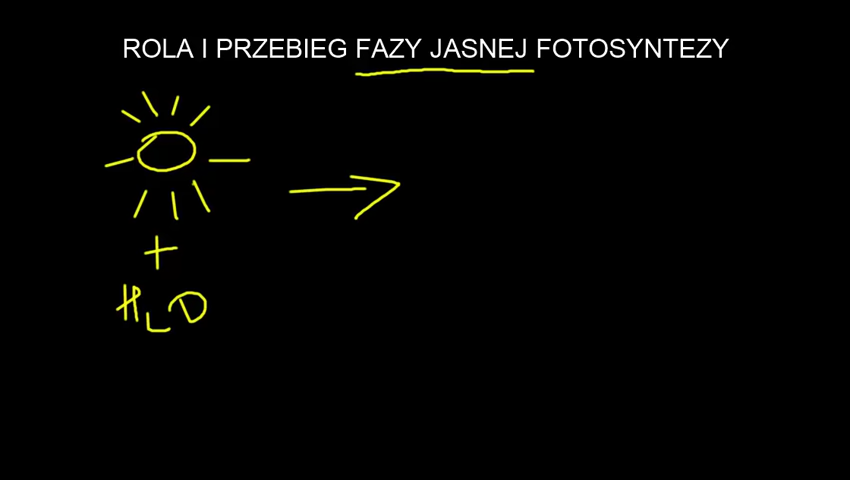 ROLA I PRZEBIEG FAZY JASNEJ FOTOSYNTEZY
+
H₂O